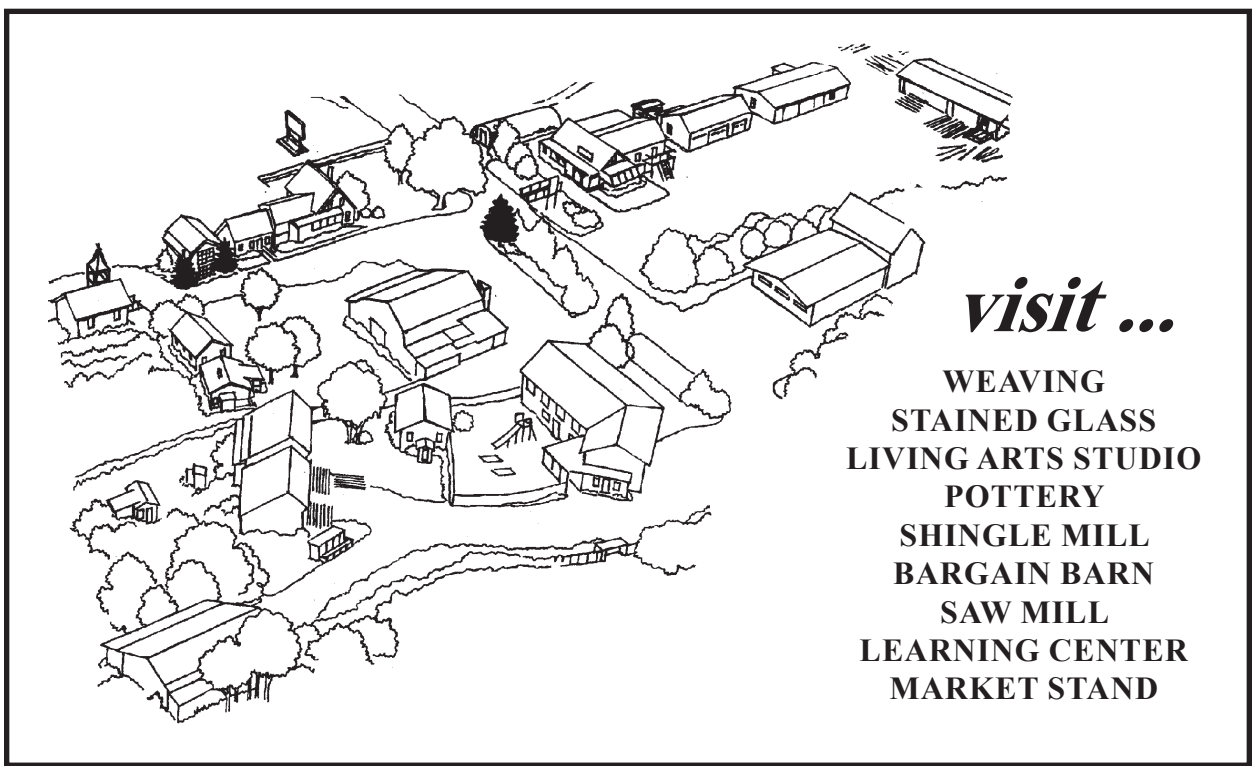 visit ...
WEAVING
STAINED GLASS
LIVING ARTS STUDIO
POTTERY
SHINGLE MILL
BARGAIN BARN
SAW MILL
LEARNING CENTER
MARKET STAND